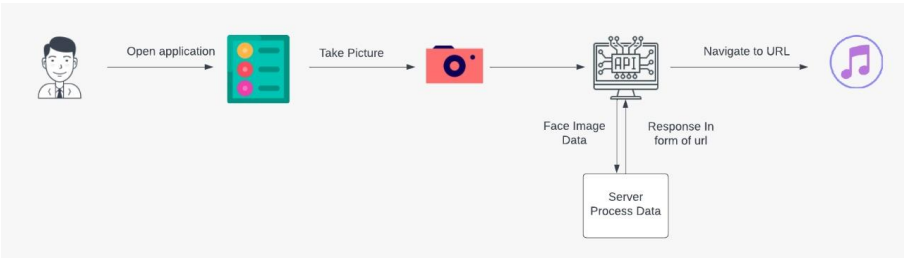 Open application
Take Picture
API
Navigate to URL
Face Image
Data
Response In
form of url
Server
Process Data